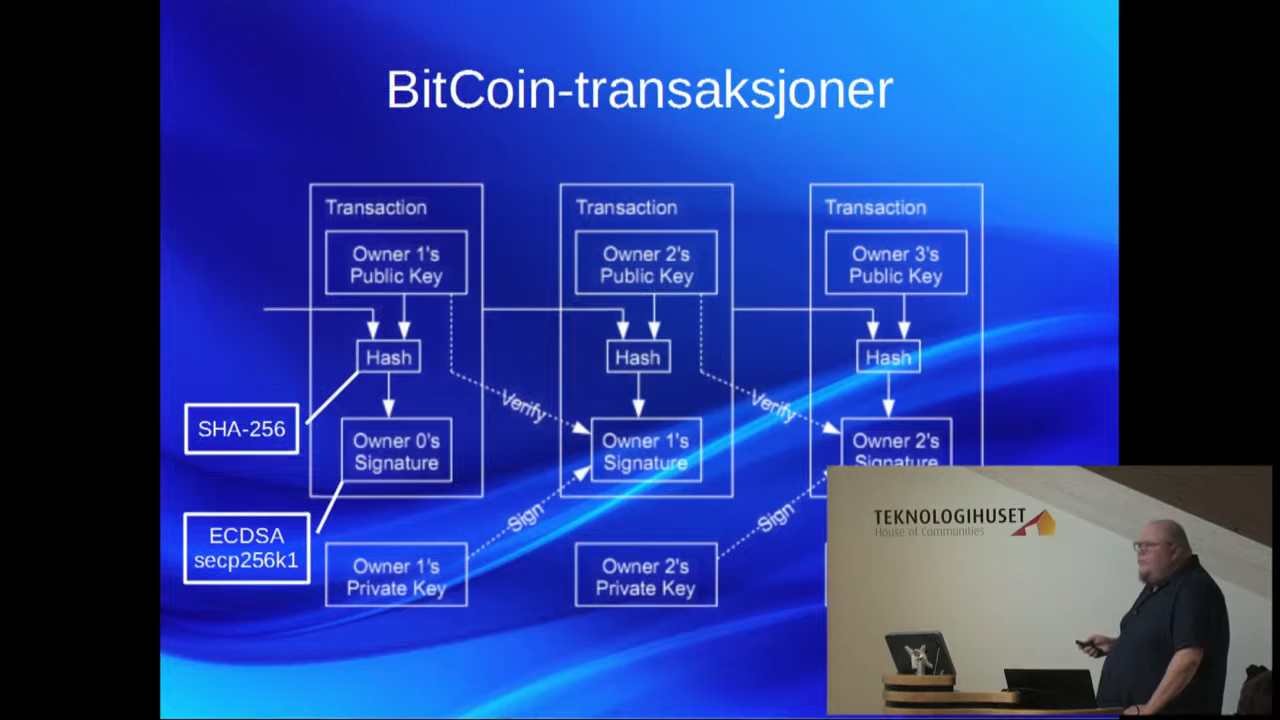 BitCoin-transaksjoner
Transaction
Owner 1's
Public Key
Hash
Owner 0's
Signature
Owner 1's
Private Key
Transaction
Owner 2's
Public Key
Hash
Verify
Owner 1's
Signature
Sign
Owner 2's
Private Key
Transaction
Owner 3's
Public Key
Hash
Verify
Owner 2's
Signature
Sign
SHA-256
ECDSA
secp256k1
TEKNOLOGIHUSET
House of Communities